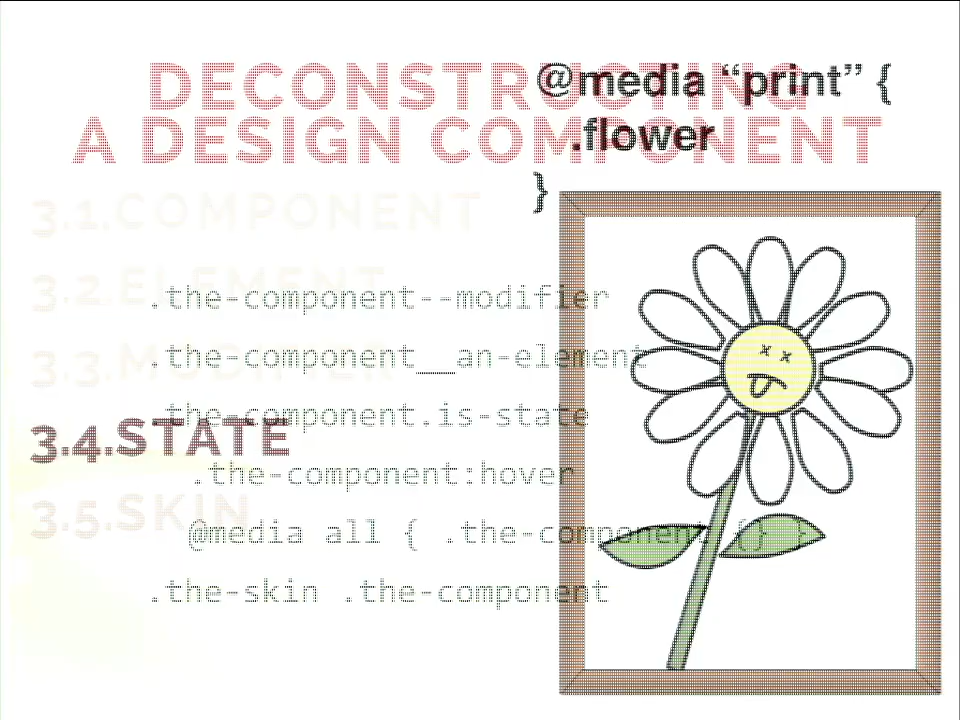 DECONSTRUCTING
A DESIGN COMPONENT
@media “print” {
.flower
}
3.1.COMPONENT
3.2.ELEMENT
.the-component--modifier
3.3.MODIFIER
.the-component__an-element
.the-component.is-state
3.4.STATE
.the-component:hover
3.5.SKIN
@media all { .the-component {} }
.the-skin .the-component